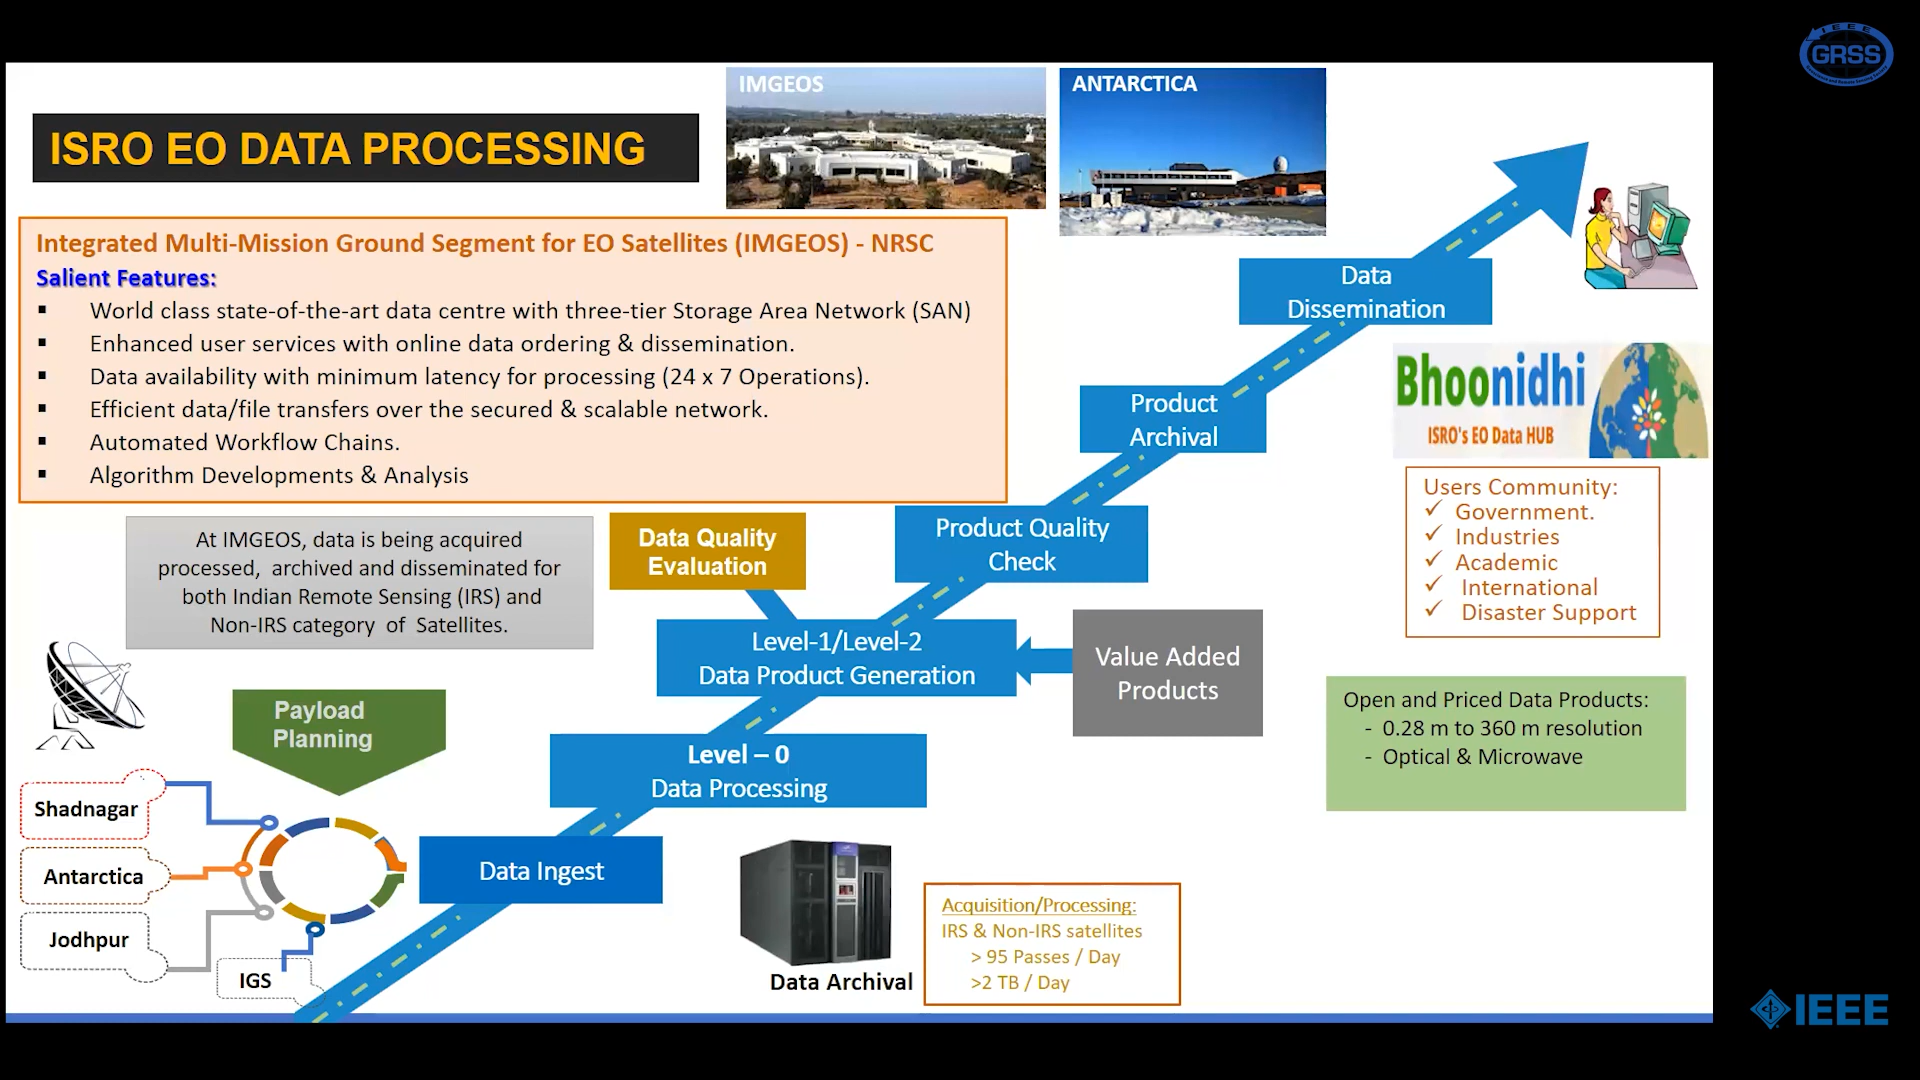 IEEE
GRSS
IMGEOS
ANTARCTICA
ISRO EO DATA PROCESSING
Integrated Multi-Mission Ground Segment for EO Satellites (IMGEOS) - NRSC
Salient Features:
▪ World class state-of-the-art data centre with three-tier Storage Area Network (SAN)
▪ Enhanced user services with online data ordering & dissemination.
▪ Data availability with minimum latency for processing (24 x 7 Operations).
▪ Efficient data/file transfers over the secured & scalable network.
▪ Automated Workflow Chains.
▪ Algorithm Developments & Analysis
Data
Dissemination
Bhoonidhi
ISRO's EO Data HUB
Product
Archival
Users Community:
✓ Government.
✓ Industries
✓ Academic
✓ International
✓ Disaster Support
At IMGEOS, data is being acquired
processed, archived and disseminated for
both Indian Remote Sensing (IRS) and
Non-IRS category of Satellites.
Data Quality
Evaluation
Product Quality
Check
Level-1/Level-2
Data Product Generation
Value Added
Products
Open and Priced Data Products:
- 0.28 m to 360 m resolution
- Optical & Microwave
Payload
Planning
Level – 0
Data Processing
Shadnagar
Antarctica
Jodhpur
IGS
Data Ingest
Data Archival
Acquisition/Processing:
IRS & Non-IRS satellites
> 95 Passes / Day
>2 TB / Day
IEEE